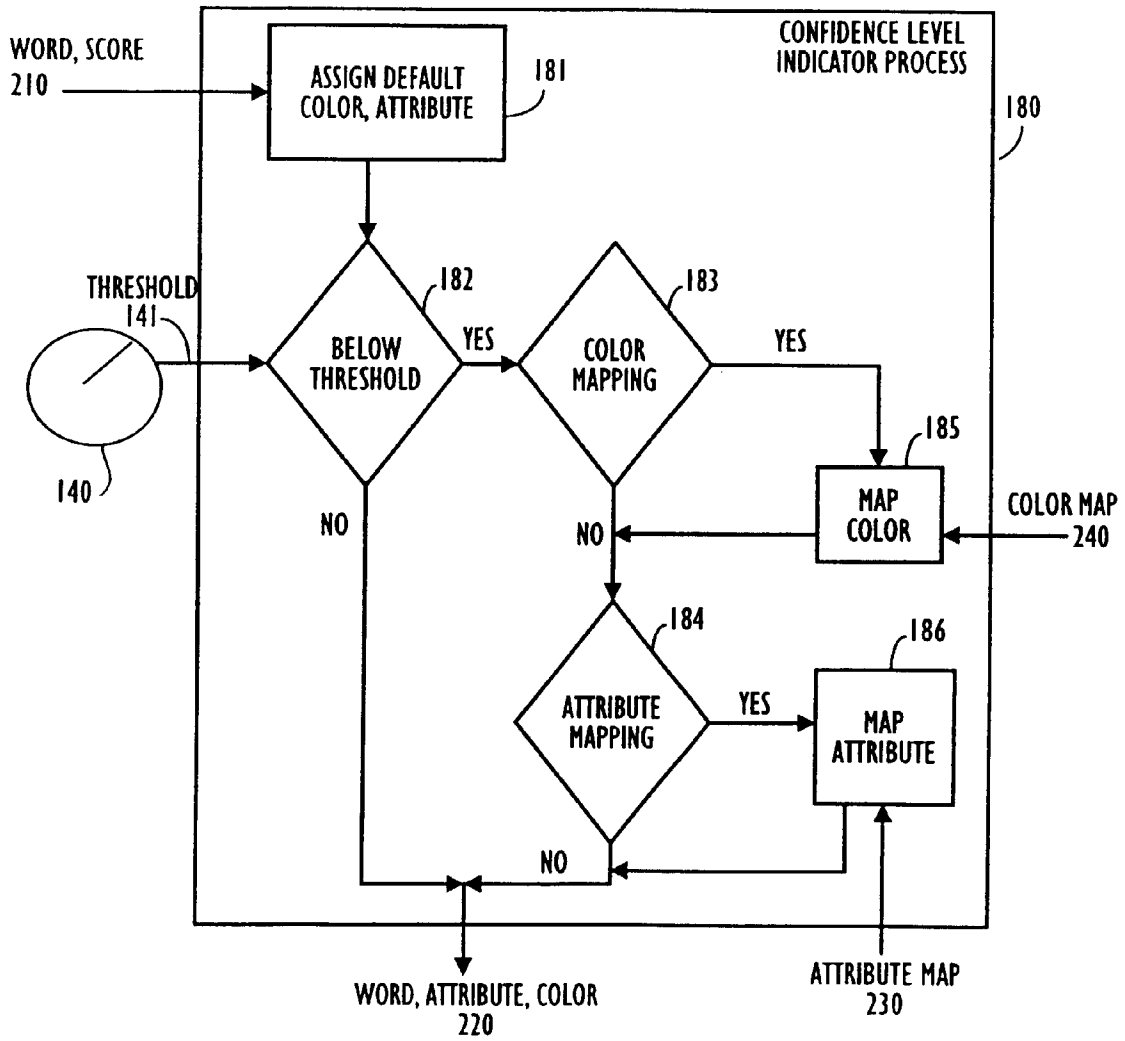 CONFIDENCE LEVEL
INDICATOR PROCESS
180
WORD, SCORE
210
ASSIGN DEFAULT
COLOR, ATTRIBUTE
181
THRESHOLD
141
140
BELOW
THRESHOLD
182
YES
NO
COLOR
MAPPING
183
YES
NO
MAP
COLOR
185
COLOR MAP
240
ATTRIBUTE
MAPPING
184
YES
NO
MAP
ATTRIBUTE
186
ATTRIBUTE MAP
230
WORD, ATTRIBUTE, COLOR
220